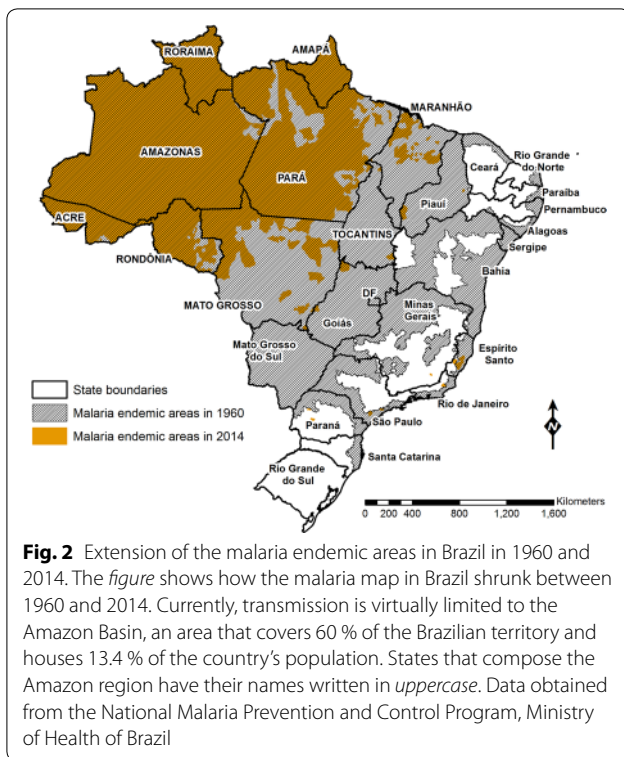 RORAIMA
AMAPÁ
MARANHÃO
AMAZONAS
PARÁ
Ceará
Rio Grande
do Norte
Paraíba
Piauí
Pernambuco
ACRE
TOCANTINS
Alagoas
Sergipe
RONDÔNIA
Bahia
MATO GROSSO
DF
Minas
Gerais
Goiás
Mato Grosso
do Sul
Espírito
Santo
State boundaries
Malaria endemic areas in 1960
Malaria endemic areas in 2014
Rio de Janeiro
São Paulo
Paraná
N
Santa Catarina
Rio Grande
do Sul
Kilometers
0 200 400 800 1,200 1,600
Fig. 2 Extension of the malaria endemic areas in Brazil in 1960 and
2014. The figure shows how the malaria map in Brazil shrunk between
1960 and 2014. Currently, transmission is virtually limited to the
Amazon Basin, an area that covers 60 % of the Brazilian territory and
houses 13.4 % of the country's population. States that compose the
Amazon region have their names written in uppercase. Data obtained
from the National Malaria Prevention and Control Program, Ministry
of Health of Brazil